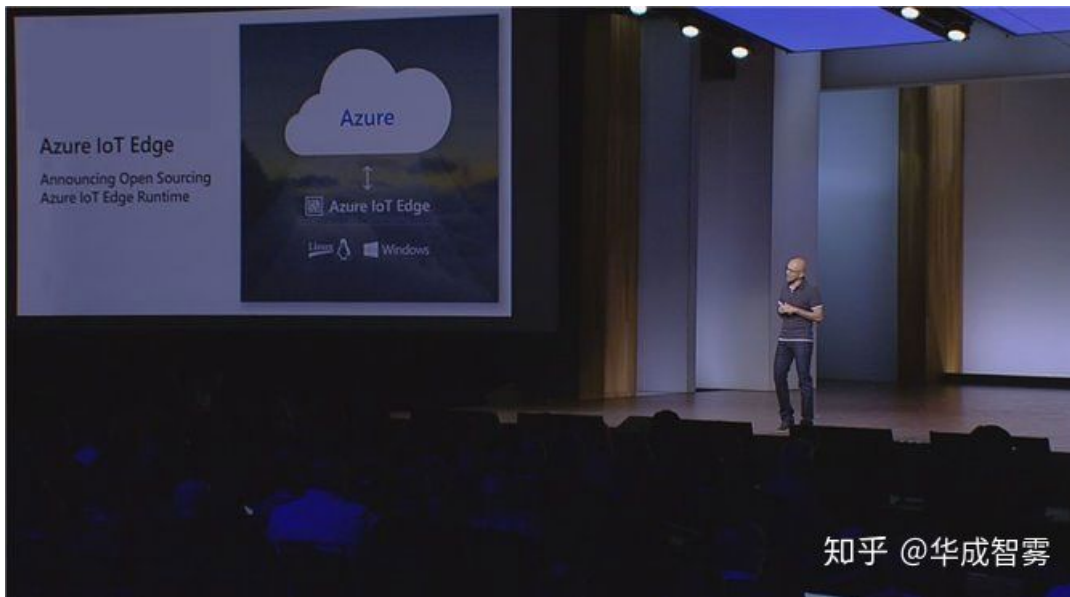 Azure IoT Edge
Announcing Open Sourcing
Azure IoT Edge Runtime
Azure
Azure IoT Edge
Linux
Windows
知乎 @华成智雾